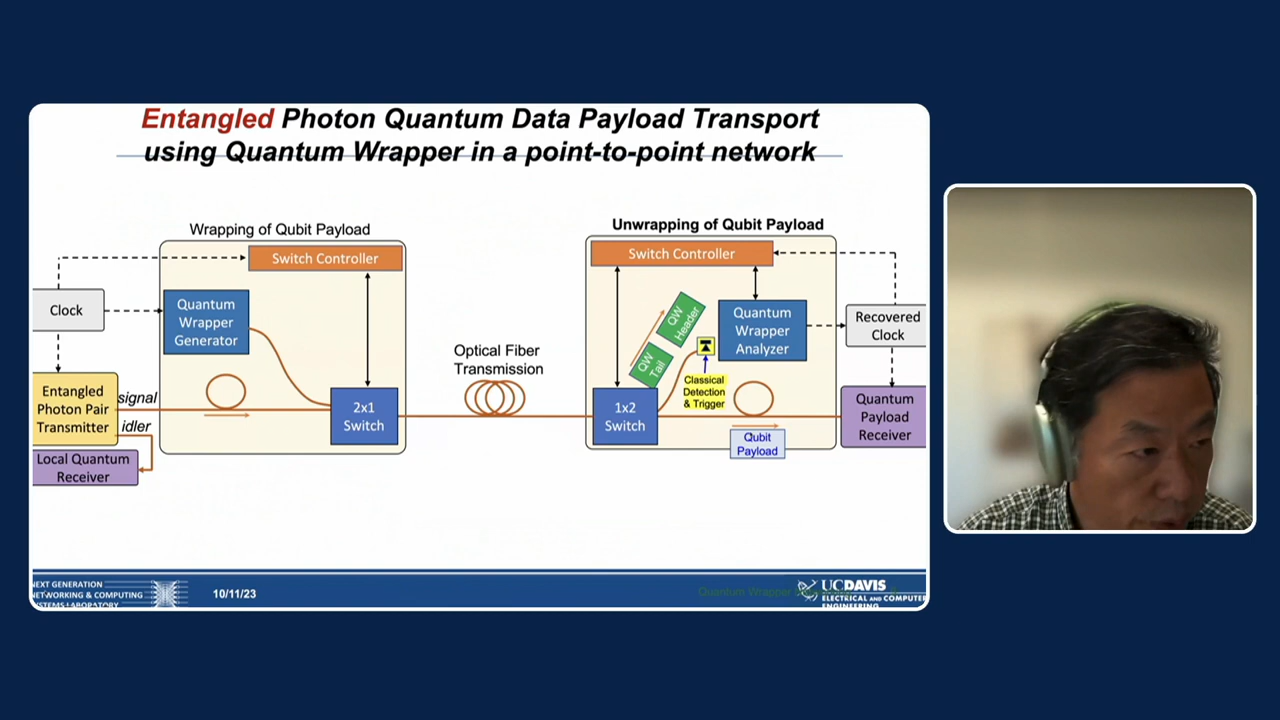 Entangled Photon Quantum Data Payload Transport
using Quantum Wrapper in a point-to-point network
Wrapping of Qubit Payload
Switch Controller
Clock
Quantum
Wrapper
Generator
Entangled
Photon Pair
Transmitter
signal
idler
Local Quantum
Receiver
2x1
Switch
Optical Fiber
Transmission
Unwrapping of Qubit Payload
Switch Controller
QW
Header
QW
Tail
Quantum
Wrapper
Analyzer
Classical
Detection
& Trigger
1x2
Switch
Qubit
Payload
Recovered
Clock
Quantum
Payload
Receiver
NEXT GENERATION
NETWORKING & COMPUTING
SYSTEMS LABORATORY
10/11/23
Quantum Wrapper
UCDAVIS
ELECTRICAL AND COMPUTER
ENGINEERING